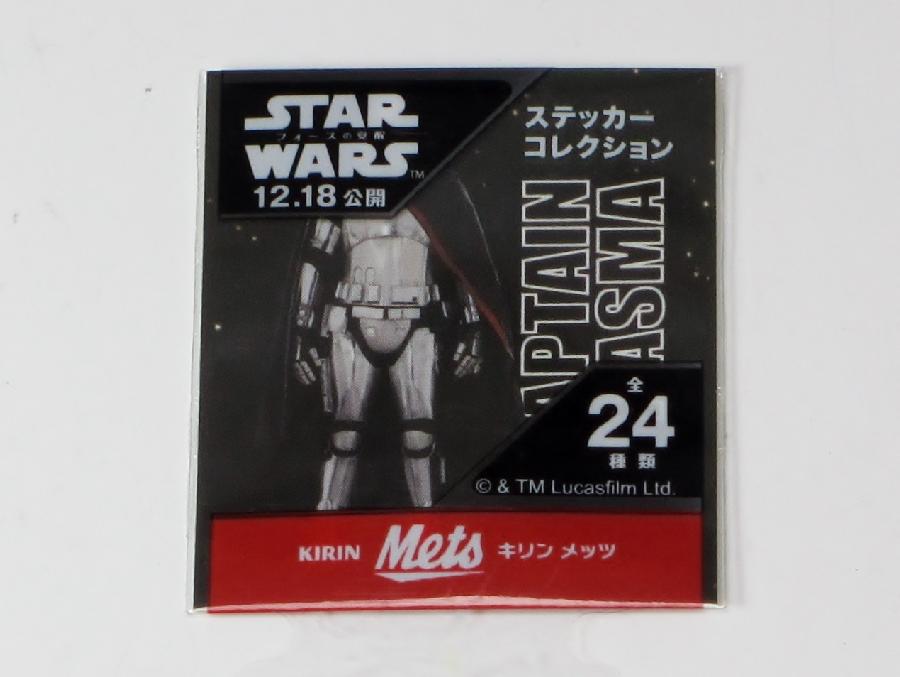 STAR
フォースの覚醒
WARS™
12.18 公開
ステッカー
コレクション
APTAIN
ASMA
全
24
種類
© & TM Lucasfilm Ltd.
KIRIN Mets キリン メッツ